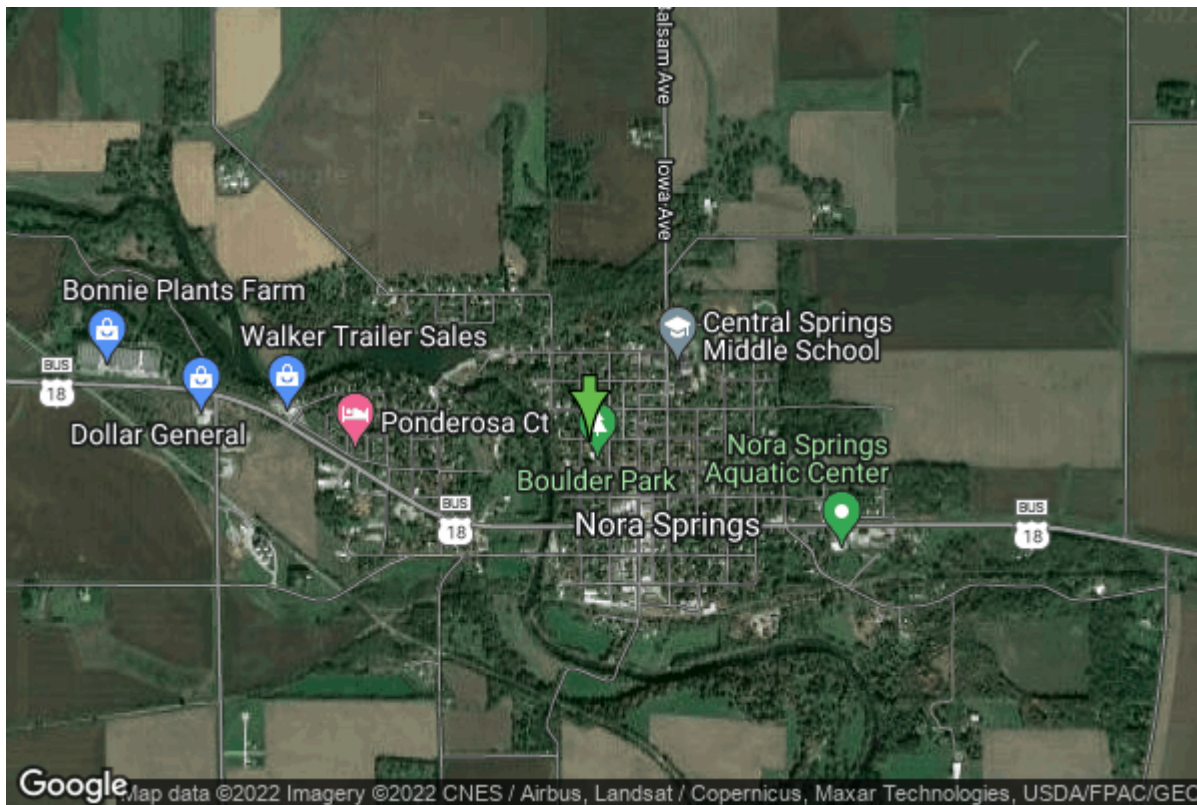 Balsam Ave
Iowa Ave
Bonnie Plants Farm
Walker Trailer Sales
Central Springs
Middle School
BUS
18
Dollar General
Ponderosa Ct
Nora Springs
Aquatic Center
Boulder Park
BUS
18
Nora Springs
BUS
18
Google
Map data ©2022 Imagery ©2022 CNES / Airbus, Landsat / Copernicus, Maxar Technologies, USDA/FPAC/GEO